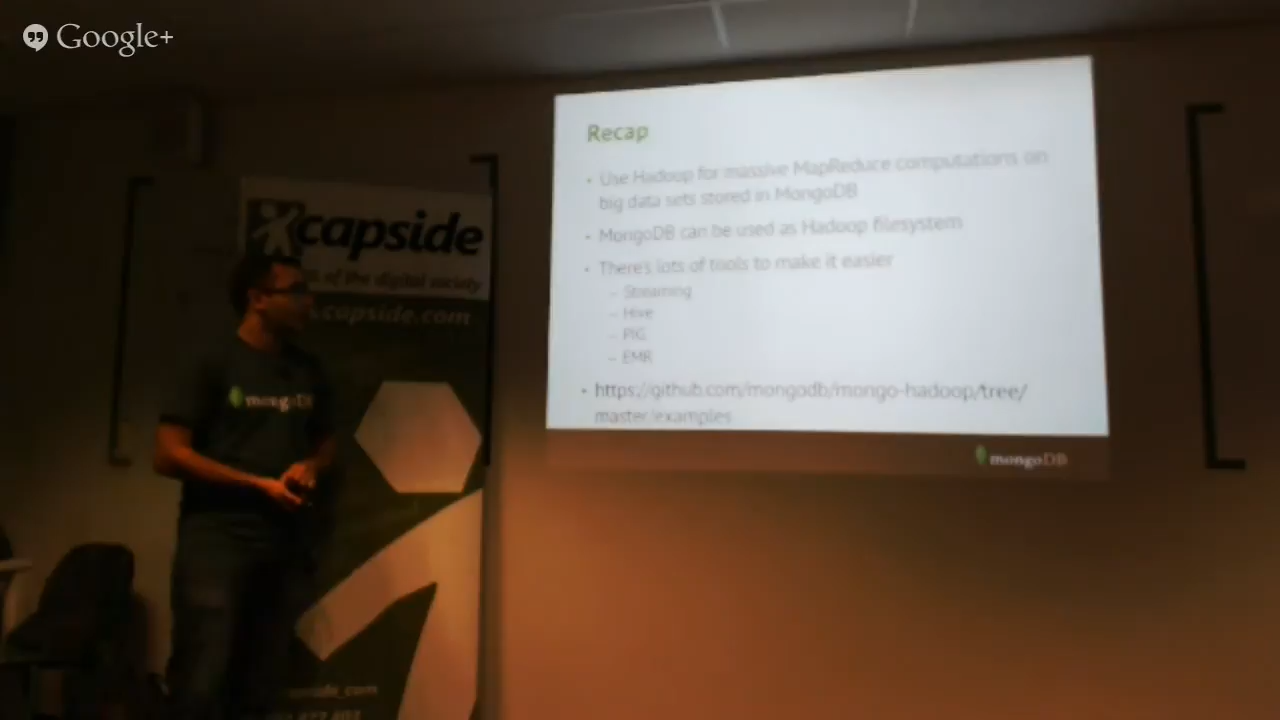 Google+
Recap
• Use Hadoop for massive MapReduce computations on
big data sets stored in MongoDB
• MongoDB can be used as Hadoop filesystem
• There's lots of tools to make it easier
– Streaming
– Hive
– PIG
– EMR
• https://github.com/mongodb/mongo-hadoop/tree/
master/examples
mongoDB
capside
of the digital society
capside.com
mongoDB